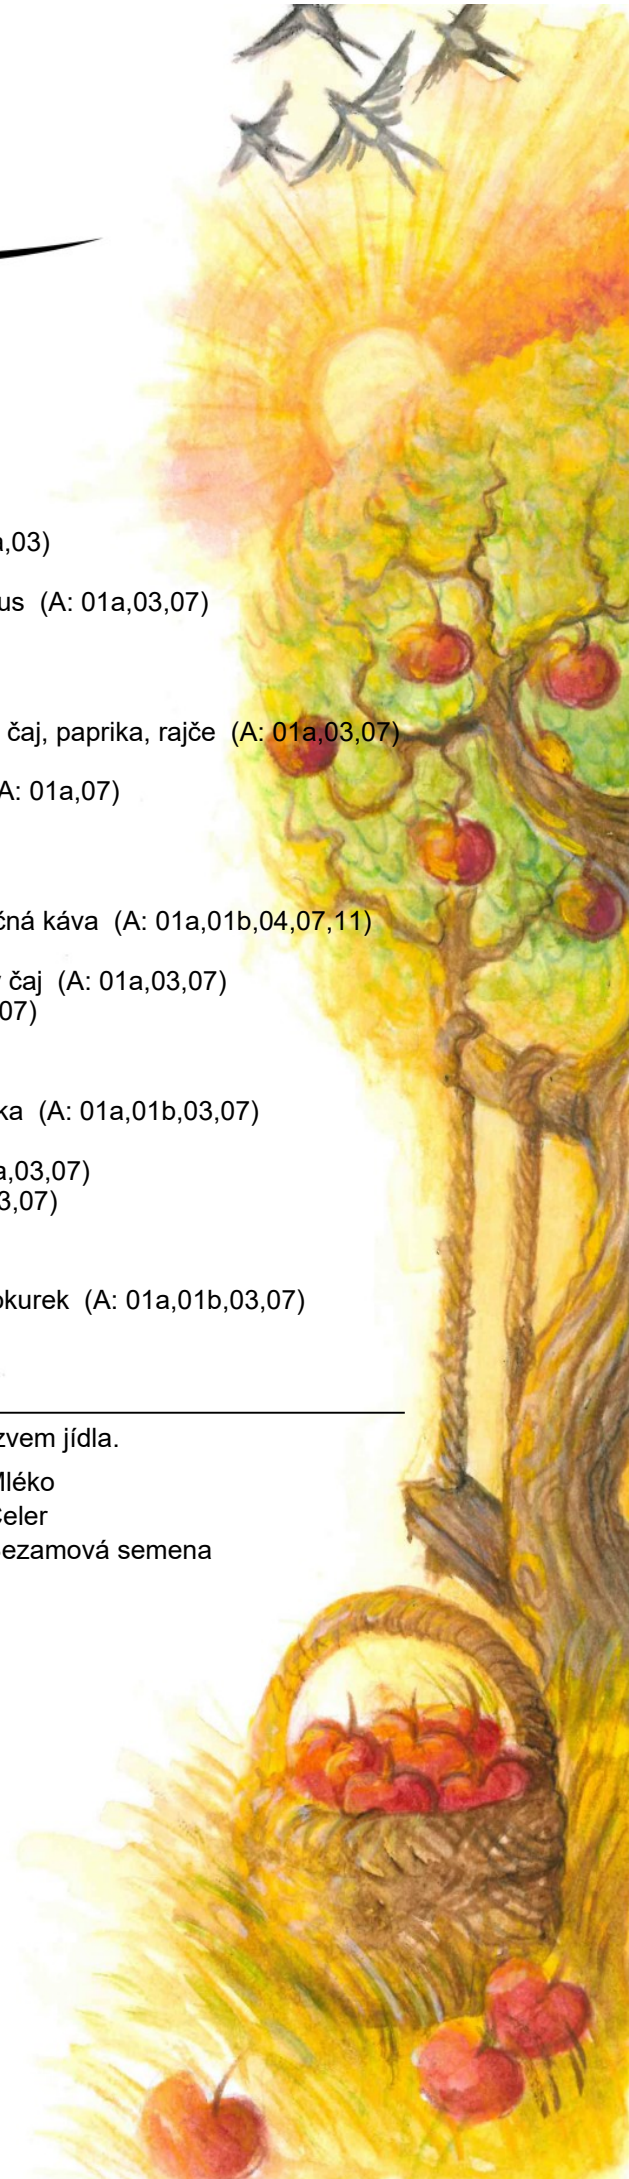 a,03)
us (A: 01a,03,07)
čaj, paprika, rajče (A: 01a,03,07)
A: 01a,07)
čná káva (A: 01a,01b,04,07,11)
čaj (A: 01a,03,07)
07)
ka (A: 01a,01b,03,07)
a,03,07)
3,07)
okurek (A: 01a,01b,03,07)
zvem jídla.
Mléko
Celer
Sezamová semena